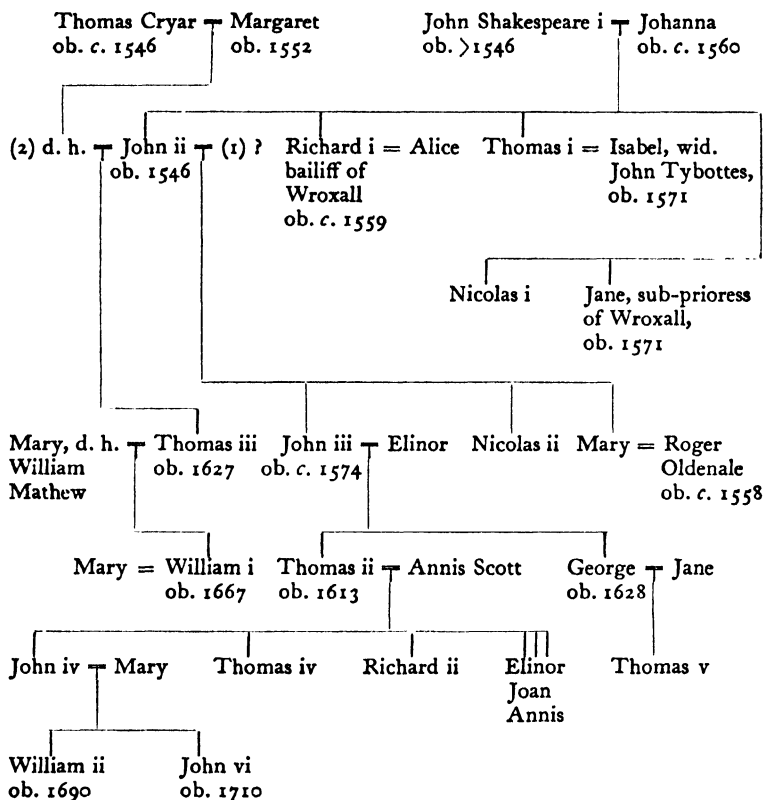 Thomas Cryar Margaret John Shakespeare i Johanna
ob. c. 1546 ob. 1552 ob. >1546 ob. c. 1560
(2) d. h. John ii (1) ? Richard i = Alice Thomas i = Isabel, wid.
ob. 1546 bailiff of John Tybottes,
Wroxall ob. 1571
ob. c. 1559
Nicolas i Jane, sub-prioress
of Wroxall,
ob. 1571
Mary, d. h. Thomas iii John iii Elinor Nicolas ii Mary = Roger
William ob. 1627 ob. c. 1574 Oldenale
Mathew ob. c. 1558
Mary = William i Thomas ii Annis Scott George Jane
ob. 1667 ob. 1613 ob. 1628
John iv Mary Thomas iv Richard ii Elinor Thomas v
Joan
Annis
William ii John vi
ob. 1690 ob. 1710